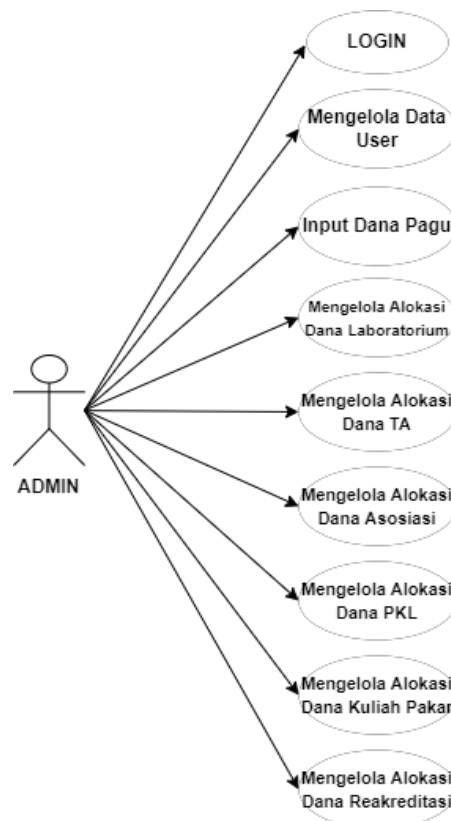 LOGIN
Mengelola Data
User
Input Dana Pagu
Mengelola Alokasi
Dana Laboratorium
Mengelola Alokasi
Dana TA
ADMIN
Mengelola Alokasi
Dana Asosiasi
Mengelola Alokasi
Dana PKL
Mengelola Alokasi
Dana Kuliah Pakar
Mengelola Alokasi
Dana Reakreditasi